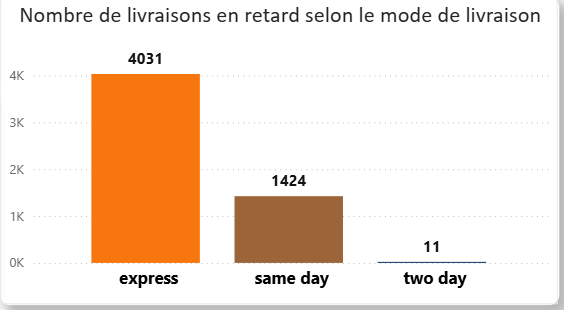 Nombre de livraisons en retard selon le mode de livraison
4031
4K
3K
2K
1424
1K
11
0K
express same day two day